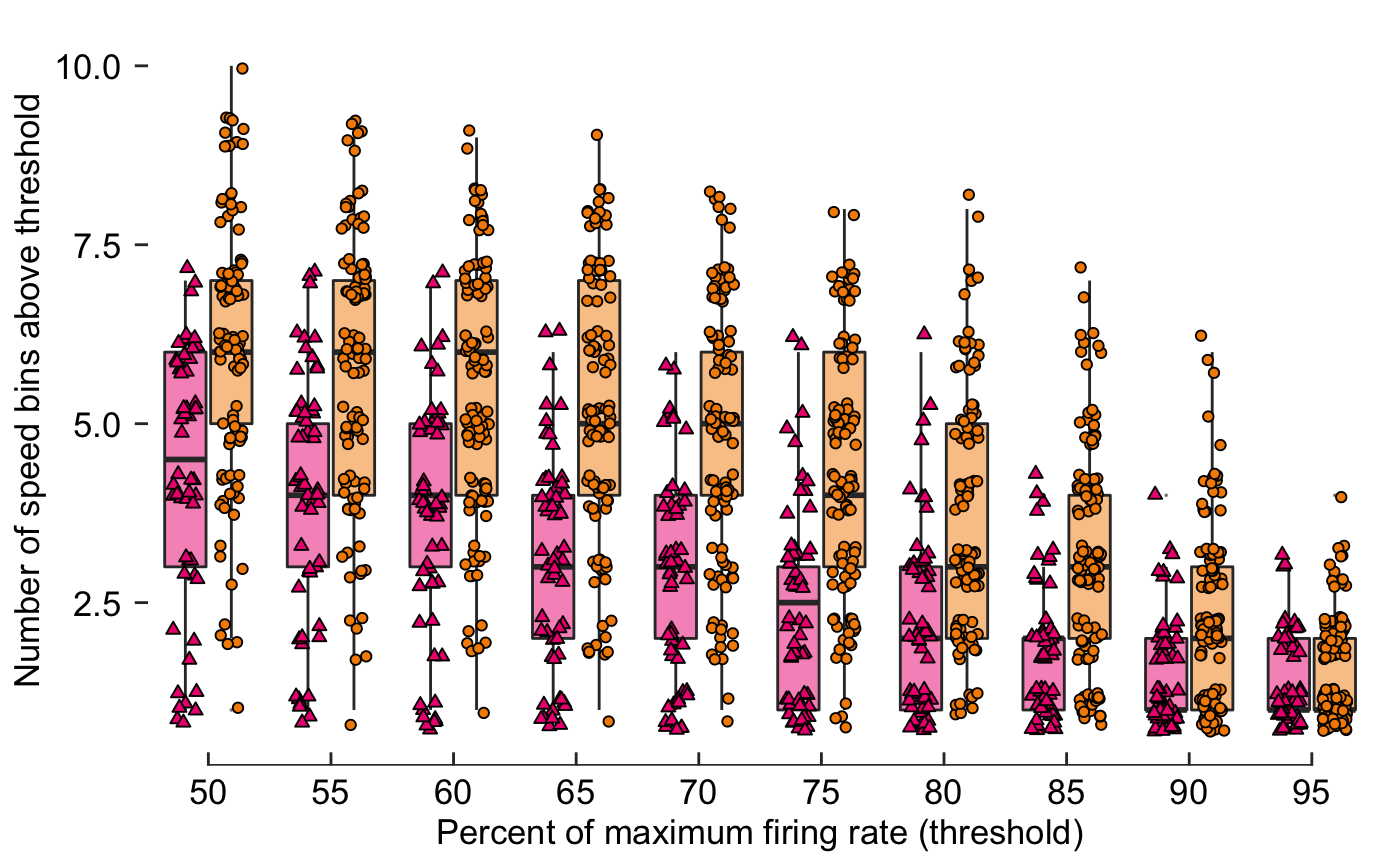 Number of speed bins above threshold
10.0
7.5
5.0
2.5
50 55 60 65 70 75 80 85 90 95
Percent of maximum firing rate (threshold)